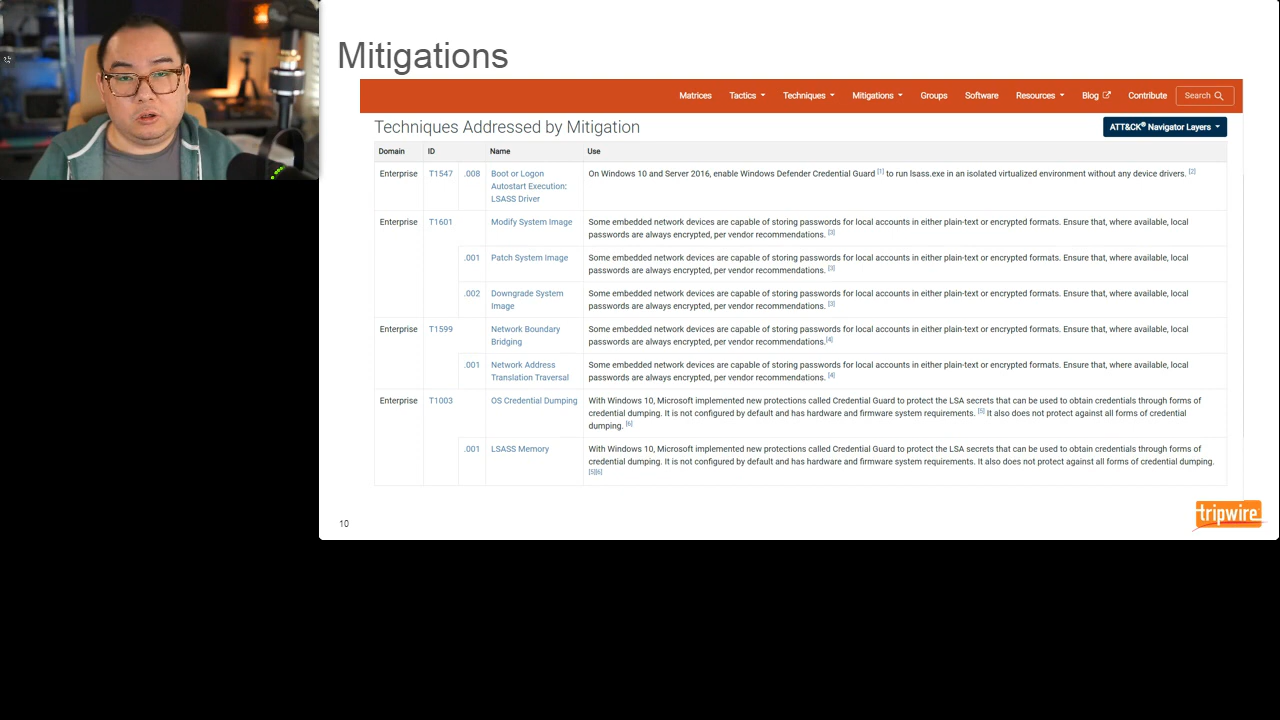 Mitigations
Matrices Tactics Techniques Mitigations Groups Software Resources Blog Contribute Search
Techniques Addressed by Mitigation
ATT&CK® Navigator Layers
Domain ID Name Use
Enterprise T1547 .008 Boot or Logon
Autostart Execution:
LSASS Driver
On Windows 10 and Server 2016, enable Windows Defender Credential Guard [1] to run lsass.exe in an isolated virtualized environment without any device drivers. [2]
Enterprise T1601 Modify System Image
Some embedded network devices are capable of storing passwords for local accounts in either plain-text or encrypted formats. Ensure that, where available, local
passwords are always encrypted, per vendor recommendations. [3]
.001 Patch System Image
Some embedded network devices are capable of storing passwords for local accounts in either plain-text or encrypted formats. Ensure that, where available, local
passwords are always encrypted, per vendor recommendations. [3]
.002 Downgrade System
Image
Some embedded network devices are capable of storing passwords for local accounts in either plain-text or encrypted formats. Ensure that, where available, local
passwords are always encrypted, per vendor recommendations. [3]
Enterprise T1599 Network Boundary
Bridging
Some embedded network devices are capable of storing passwords for local accounts in either plain-text or encrypted formats. Ensure that, where available, local
passwords are always encrypted, per vendor recommendations.[4]
.001 Network Address
Translation Traversal
Some embedded network devices are capable of storing passwords for local accounts in either plain-text or encrypted formats. Ensure that, where available, local
passwords are always encrypted, per vendor recommendations. [4]
Enterprise T1003 OS Credential Dumping
With Windows 10, Microsoft implemented new protections called Credential Guard to protect the LSA secrets that can be used to obtain credentials through forms of
credential dumping. It is not configured by default and has hardware and firmware system requirements. [5] It also does not protect against all forms of credential
dumping. [6]
.001 LSASS Memory
With Windows 10, Microsoft implemented new protections called Credential Guard to protect the LSA secrets that can be used to obtain credentials through forms of
credential dumping. It is not configured by default and has hardware and firmware system requirements. It also does not protect against all forms of credential dumping.
[5][6]
10
tripwire